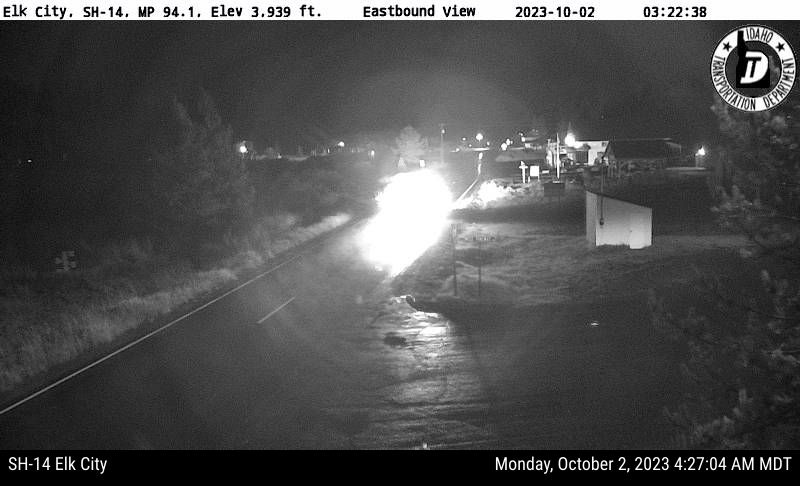 Elk City, SH-14, MP 94.1, Elev 3,939 ft. Eastbound View 2023-10-02 03:22:38
IDAHO
TRANSPORTATION DEPARTMENT
SH-14 Elk City Monday, October 2, 2023 4:27:04 AM MDT